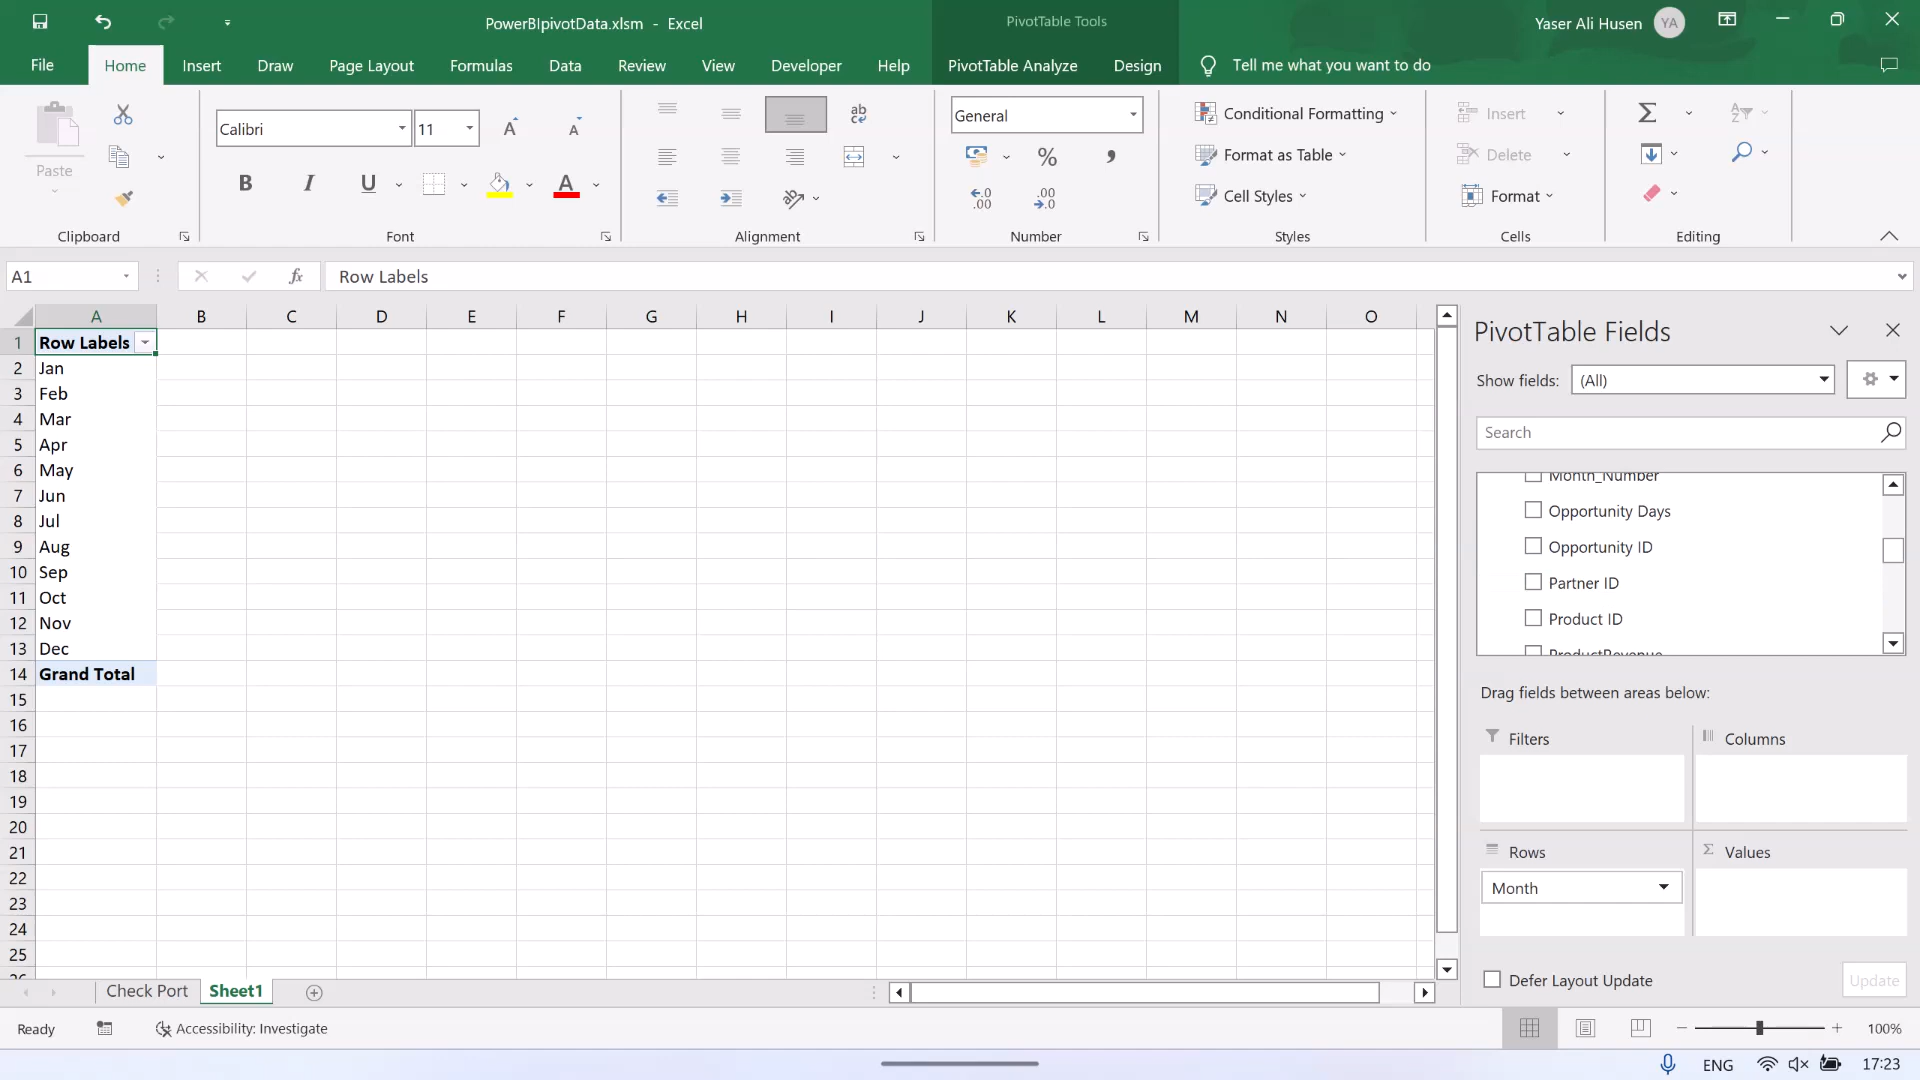 PowerBIpivotData.xlsm - Excel
PivotTable Tools
Yaser Ali Husen
YA
File
Home
Insert
Draw
Page Layout
Formulas
Data
Review
View
Developer
Help
PivotTable Analyze
Design
Tell me what you want to do
Paste
Calibri
11
General
Conditional Formatting
Format as Table
Cell Styles
Insert
Delete
Format
Clipboard
Font
Alignment
Number
Styles
Cells
Editing
A1
fx
Row Labels
A B C D E F G H I J K L M N O
1 Row Labels
2 Jan
3 Feb
4 Mar
5 Apr
6 May
7 Jun
8 Jul
9 Aug
10 Sep
11 Oct
12 Nov
13 Dec
14 Grand Total
15
16
17
18
19
20
21
22
23
24
25
26
PivotTable Fields
Show fields: (All)
Search
Month_Number
Opportunity Days
Opportunity ID
Partner ID
Product ID
ProductRevenue
Drag fields between areas below:
Filters
Columns
Rows
Values
Month
Defer Layout Update
Update
Check Port
Sheet1
Ready
Accessibility: Investigate
100%
ENG
17:23